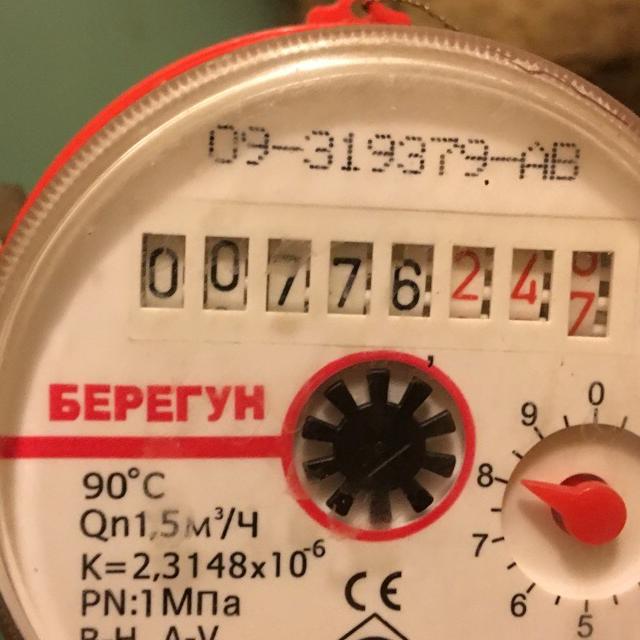 09-319379-AB
00776247
БЕРЕГУН
0
9
8
7
6
5
90°C
Qn1,5м³/Ч
K=2,3148x10⁻⁶
PN:1МПа
CE